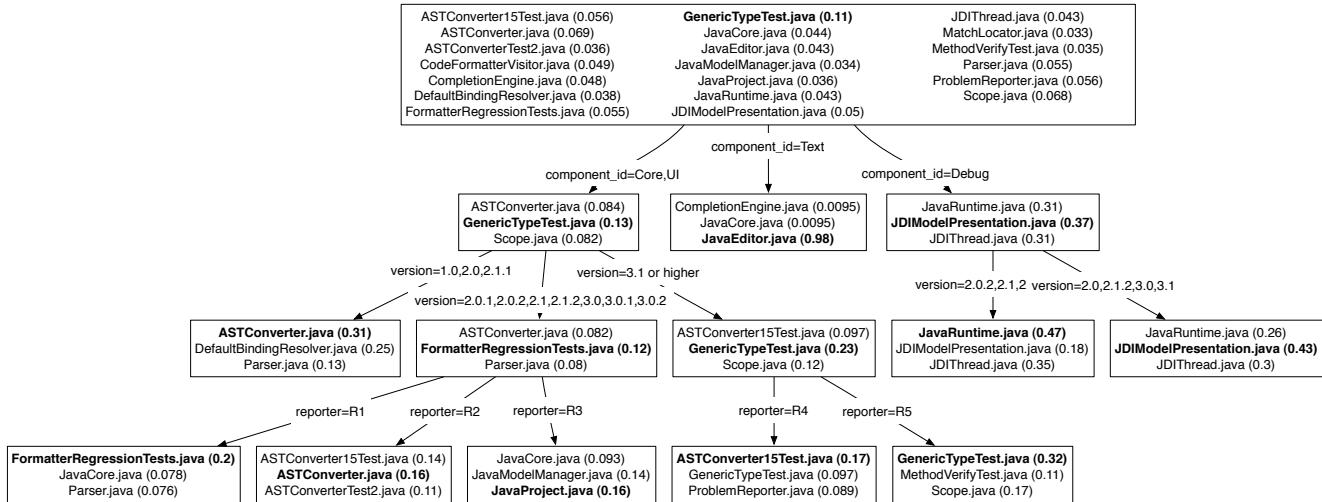 ASTConverter15Test.java (0.056)
ASTConverter.java (0.069)
ASTConverterTest2.java (0.036)
CodeFormatterVisitor.java (0.049)
CompletionEngine.java (0.048)
DefaultBindingResolver.java (0.038)
FormatterRegressionTests.java (0.055)
GenericTypeTest.java (0.11)
JavaCore.java (0.044)
JavaEditor.java (0.043)
JavaModelManager.java (0.034)
JavaProject.java (0.036)
JavaRuntime.java (0.043)
JDIModelPresentation.java (0.05)
JDIThread.java (0.043)
MatchLocator.java (0.033)
MethodVerifyTest.java (0.035)
Parser.java (0.055)
ProblemReporter.java (0.056)
Scope.java (0.068)
component_id=Core,UI
component_id=Text
component_id=Debug
ASTConverter.java (0.084)
GenericTypeTest.java (0.13)
Scope.java (0.082)
CompletionEngine.java (0.0095)
JavaCore.java (0.0095)
JavaEditor.java (0.98)
JavaRuntime.java (0.31)
JDIModelPresentation.java (0.37)
JDIThread.java (0.31)
version=1.0,2.0,2.1.1
version=2.0.1,2.0.2,2.1,2.1.2,3.0,3.0.1,3.0.2
version=3.1 or higher
version=2.0.2,2.1,2
version=2.0,2.1.2,3.0,3.1
ASTConverter.java (0.31)
DefaultBindingResolver.java (0.25)
Parser.java (0.13)
ASTConverter.java (0.082)
FormatterRegressionTests.java (0.12)
Parser.java (0.08)
ASTConverter15Test.java (0.097)
GenericTypeTest.java (0.23)
Scope.java (0.12)
JavaRuntime.java (0.47)
JDIModelPresentation.java (0.18)
JDIThread.java (0.35)
JavaRuntime.java (0.26)
JDIModelPresentation.java (0.43)
JDIThread.java (0.3)
reporter=R1
reporter=R2
reporter=R3
reporter=R4
reporter=R5
FormatterRegressionTests.java (0.2)
JavaCore.java (0.078)
Parser.java (0.076)
ASTConverter15Test.java (0.14)
ASTConverter.java (0.16)
ASTConverterTest2.java (0.11)
JavaCore.java (0.093)
JavaModelManager.java (0.14)
JavaProject.java (0.16)
ASTConverter15Test.java (0.17)
GenericTypeTest.java (0.097)
ProblemReporter.java (0.089)
GenericTypeTest.java (0.32)
MethodVerifyTest.java (0.11)
Scope.java (0.17)